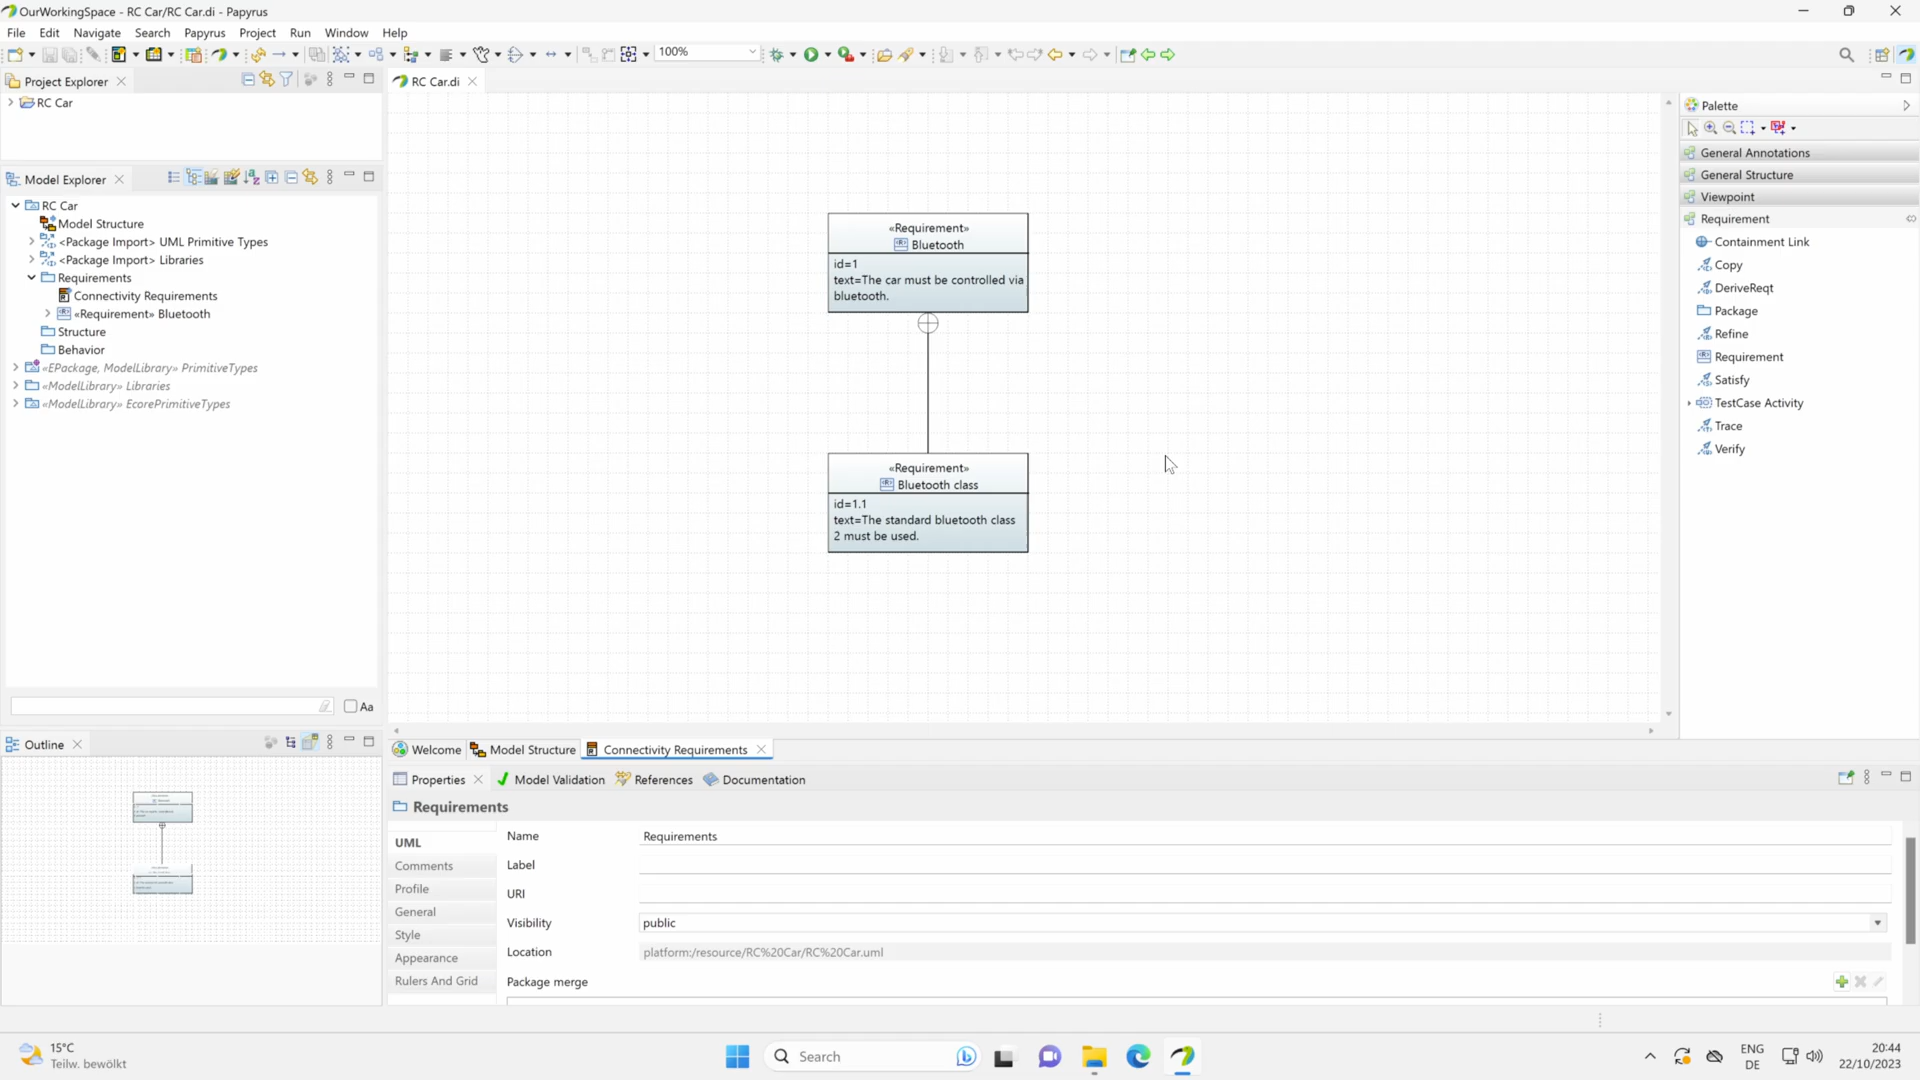 OurWorkingSpace - RC Car/RC Car.di - Papyrus
File Edit Navigate Search Papyrus Project Run Window Help
100%
Project Explorer
RC Car
Model Explorer
RC Car
Model Structure
<Package Import> UML Primitive Types
<Package Import> Libraries
Requirements
Connectivity Requirements
«Requirement» Bluetooth
Structure
Behavior
«EPackage, ModelLibrary» PrimitiveTypes
«ModelLibrary» Libraries
«ModelLibrary» EcorePrimitiveTypes
Aa
Outline
RC Car.di
«Requirement»
Bluetooth
id=1
text=The car must be controlled via
bluetooth.
«Requirement»
Bluetooth class
id=1.1
text=The standard bluetooth class
2 must be used.
Palette
General Annotations
General Structure
Viewpoint
Requirement
Containment Link
Copy
DeriveReqt
Package
Refine
Requirement
Satisfy
TestCase Activity
Trace
Verify
Welcome Model Structure Connectivity Requirements
Properties Model Validation References Documentation
Requirements
UML
Comments
Profile
General
Style
Appearance
Rulers And Grid
Name Requirements
Label
URI
Visibility public
Location platform:/resource/RC%20Car/RC%20Car.uml
Package merge
15°C
Teilw. bewölkt
Search
ENG
DE
20:44
22/10/2023